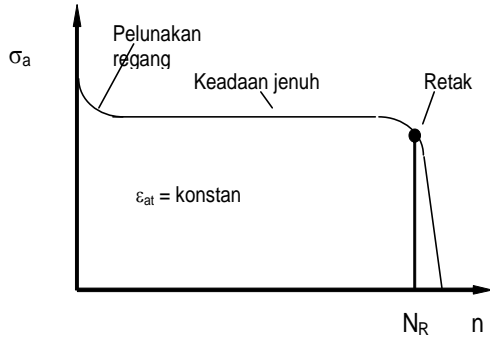 Pelunakan
regang
σa
Keadaan jenuh
Retak
εat = konstan
NR
n